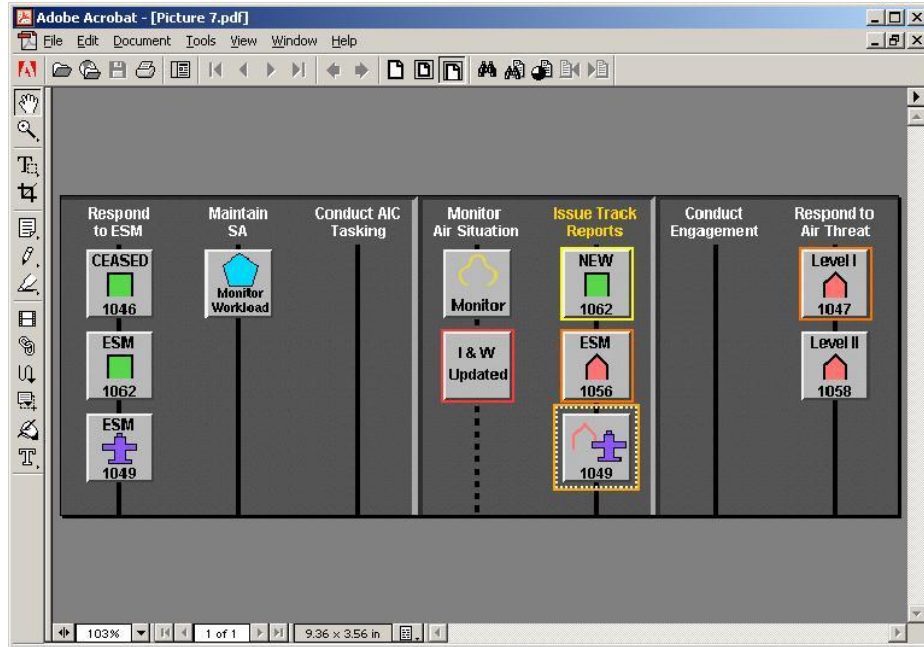 Adobe Acrobat - [Picture 7.pdf]
File Edit Document Tools View Window Help
Respond
to ESM
Maintain
SA
Conduct AIC
Tasking
Monitor
Air Situation
Issue Track
Reports
Conduct
Engagement
Respond to
Air Threat
CEASED
1046
Monitor
Workload
Monitor
NEW
1062
Level I
1047
ESM
1062
I & W
Updated
ESM
1056
Level II
1058
ESM
1049
1049
103%
1 of 1
9.36 x 3.56 in